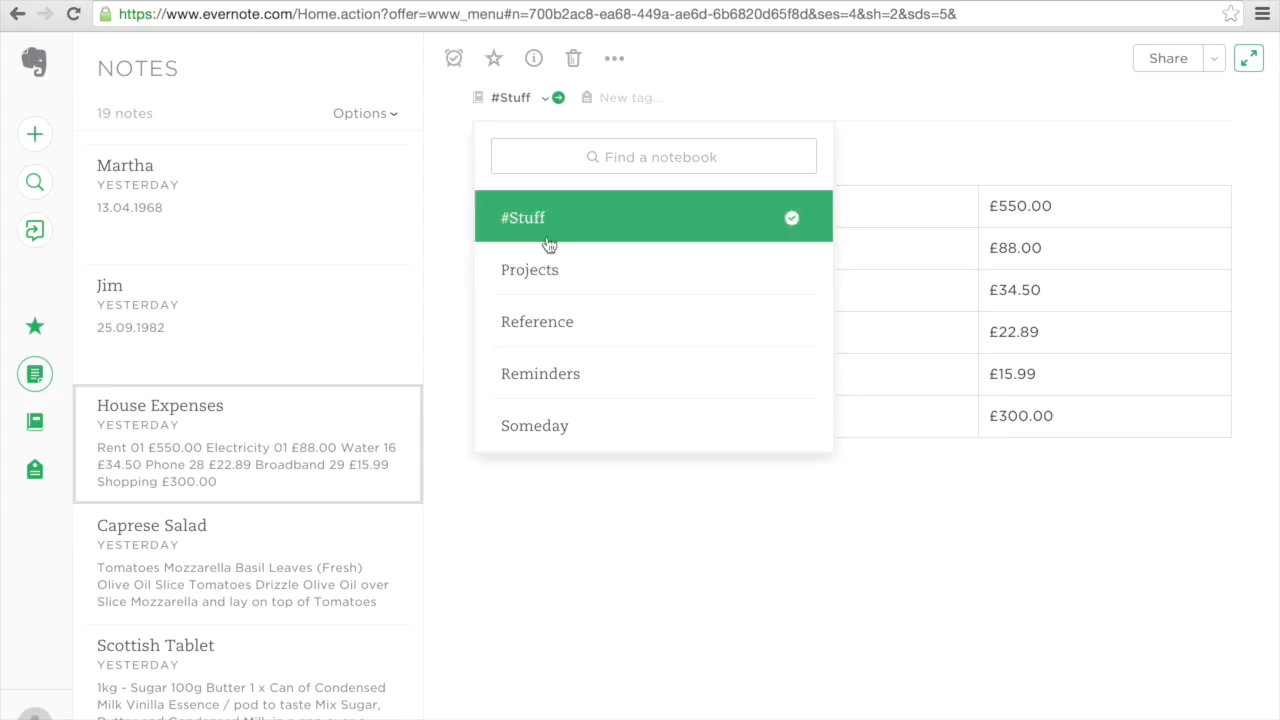 https://www.evernote.com/Home.action?offer=www_menu#n=700b2ac8-ea68-449a-ae6d-6b6820d65f8d&ses=4&sh=2&sds=5&
NOTES
19 notes
Options
Martha
YESTERDAY
13.04.1968
Jim
YESTERDAY
25.09.1982
House Expenses
YESTERDAY
Rent 01 £550.00 Electricity 01 £88.00 Water 16
£34.50 Phone 28 £22.89 Broadband 29 £15.99
Shopping £300.00
Caprese Salad
YESTERDAY
Tomatoes Mozzarella Basil Leaves (Fresh)
Olive Oil Slice Tomatoes Drizzle Olive Oil over
Slice Mozzarella and lay on top of Tomatoes
Scottish Tablet
YESTERDAY
1kg - Sugar 100g Butter 1 x Can of Condensed
Milk Vinilla Essence / pod to taste Mix Sugar,
Share
#Stuff
New tag...
Find a notebook
#Stuff
Projects
Reference
Reminders
Someday
£550.00
£88.00
£34.50
£22.89
£15.99
£300.00